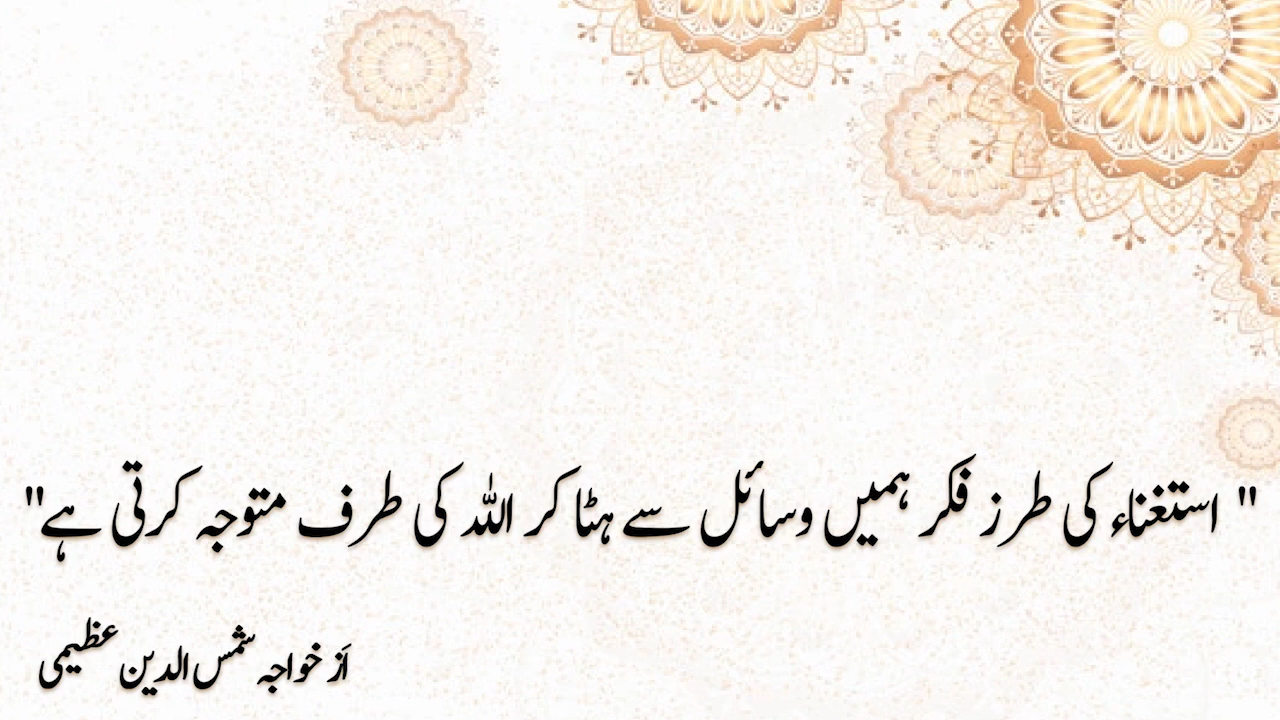 " استغناء کی طرز فکر ہمیں وسائل سے ہٹا کر اللہ کی طرف متوجہ کرتی ہے"
اَز خواجہ شمس الدین عظیمی